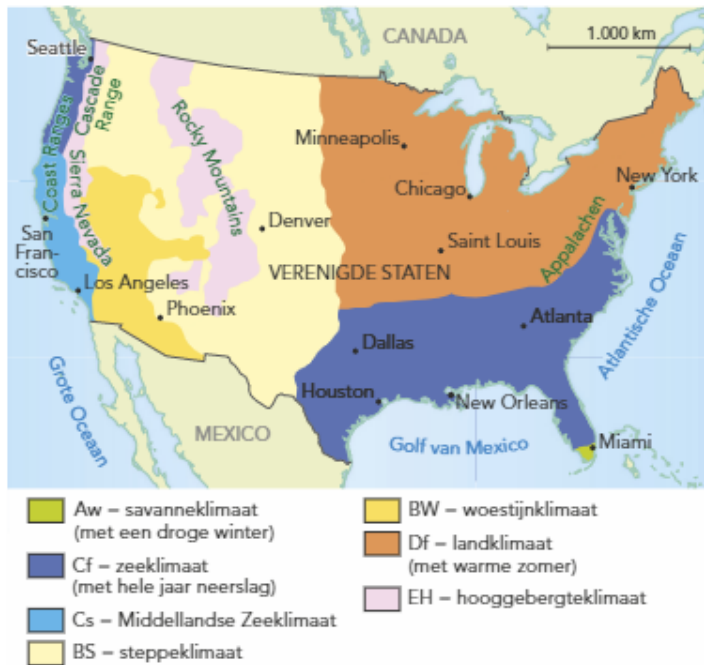 CANADA
1.000 km
Seattle
Cascade
Range
Coast Ranges
Rocky Mountains
Sierra Nevada
Minneapolis
Chicago
New York
San
Fran-
cisco
Denver
Saint Louis
Appalachen
VERENIGDE STATEN
Los Angeles
Phoenix
Dallas
Atlanta
Atlantische Oceaan
Grote Oceaan
Houston
New Orleans
MEXICO
Golf van Mexico
Miami
Aw – savanneklimaat
(met een droge winter)
Cf – zeeklimaat
(met hele jaar neerslag)
Cs – Middellandse Zeeklimaat
BS – steppeklimaat
BW – woestijnklimaat
Df – landklimaat
(met warme zomer)
EH – hooggebergteklimaat